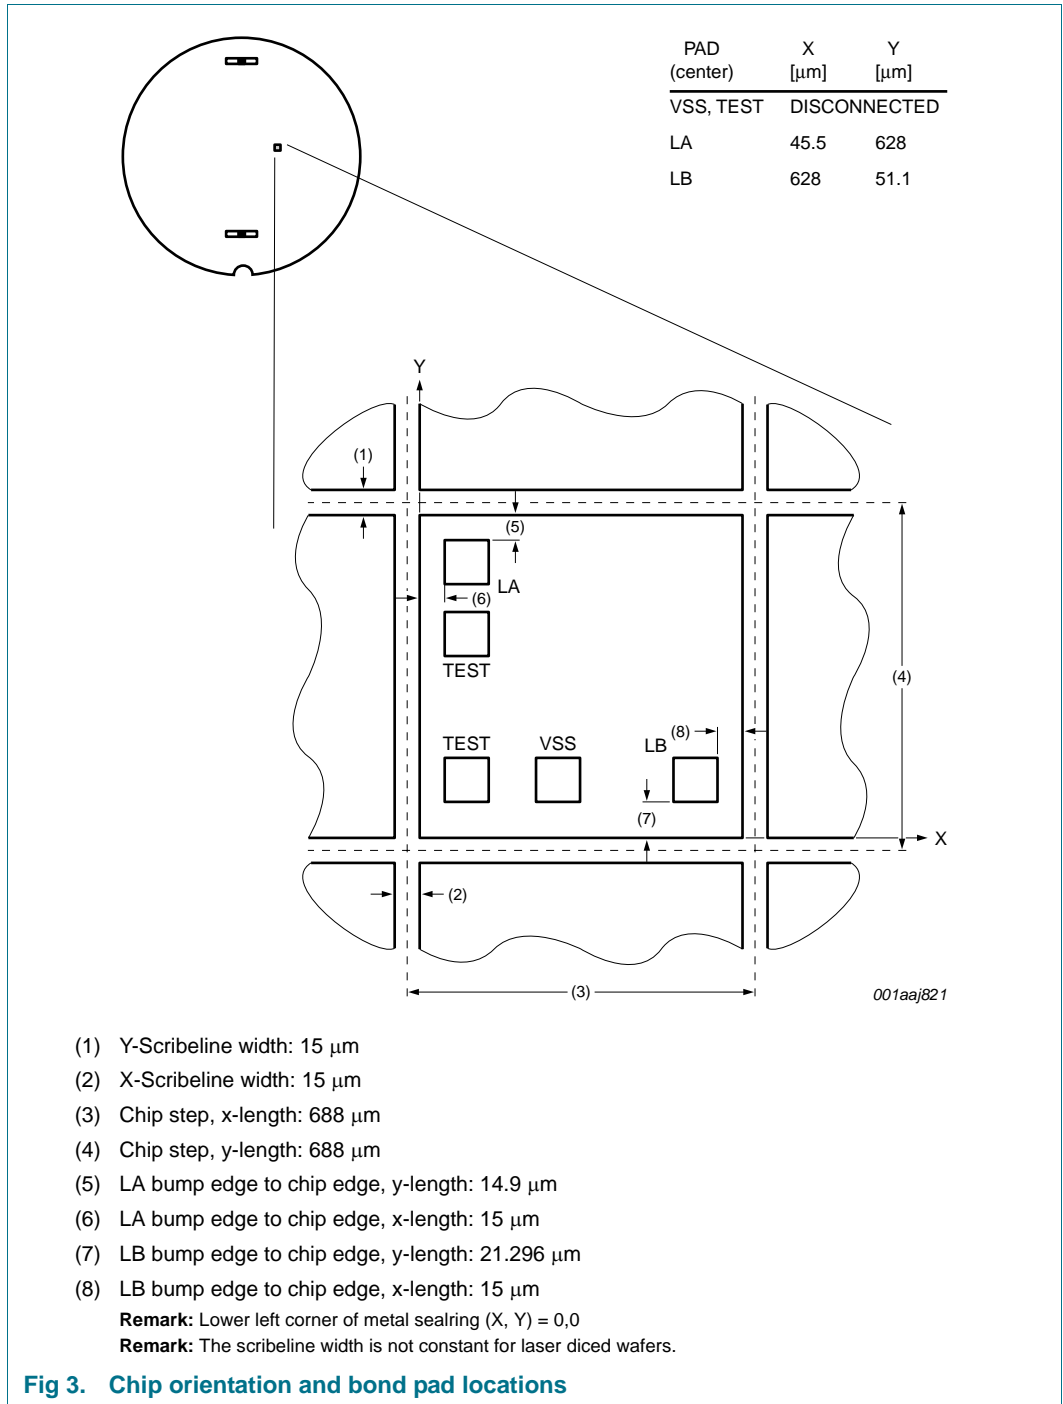 PAD X Y
(center) [μm] [μm]
VSS, TEST DISCONNECTED
LA 45.5 628
LB 628 51.1
Y
(1)
(5)
LA
(6)
TEST
(4)
TEST VSS LB (8)
(7)
X
(2)
(3)
001aaj821
(1) Y-Scribeline width: 15 μm
(2) X-Scribeline width: 15 μm
(3) Chip step, x-length: 688 μm
(4) Chip step, y-length: 688 μm
(5) LA bump edge to chip edge, y-length: 14.9 μm
(6) LA bump edge to chip edge, x-length: 15 μm
(7) LB bump edge to chip edge, y-length: 21.296 μm
(8) LB bump edge to chip edge, x-length: 15 μm
Remark: Lower left corner of metal sealring (X, Y) = 0,0
Remark: The scribeline width is not constant for laser diced wafers.
Fig 3. Chip orientation and bond pad locations